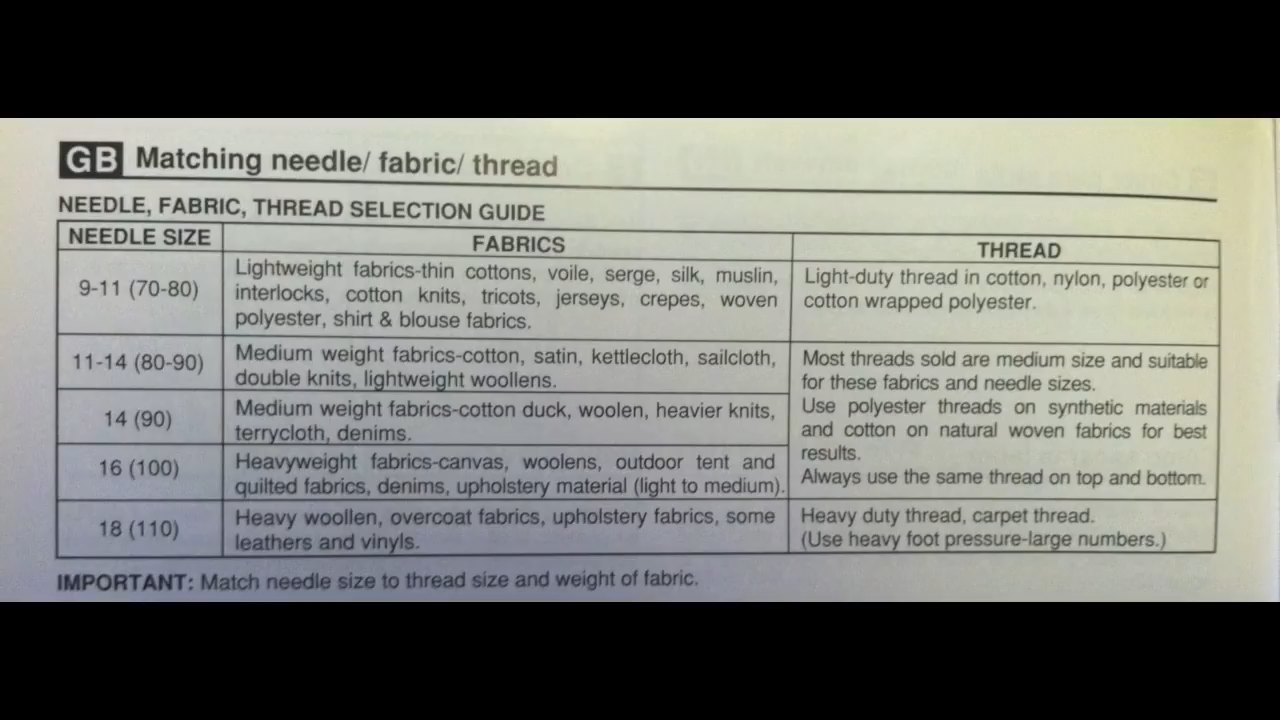 GB Matching needle/ fabric/ thread
NEEDLE, FABRIC, THREAD SELECTION GUIDE
NEEDLE SIZE
FABRICS
THREAD
9-11 (70-80)
Lightweight fabrics-thin cottons, voile, serge, silk, muslin,
interlocks, cotton knits, tricots, jerseys, crepes, woven
polyester, shirt & blouse fabrics.
Light-duty thread in cotton, nylon, polyester or
cotton wrapped polyester.
11-14 (80-90)
Medium weight fabrics-cotton, satin, kettlecloth, sailcloth,
double knits, lightweight woollens.
Most threads sold are medium size and suitable
for these fabrics and needle sizes.
Use polyester threads on synthetic materials
and cotton on natural woven fabrics for best
results.
Always use the same thread on top and bottom.
14 (90)
Medium weight fabrics-cotton duck, woolen, heavier knits,
terrycloth, denims.
16 (100)
Heavyweight fabrics-canvas, woolens, outdoor tent and
quilted fabrics, denims, upholstery material (light to medium).
18 (110)
Heavy woollen, overcoat fabrics, upholstery fabrics, some
leathers and vinyls.
Heavy duty thread, carpet thread.
(Use heavy foot pressure-large numbers.)
IMPORTANT: Match needle size to thread size and weight of fabric.